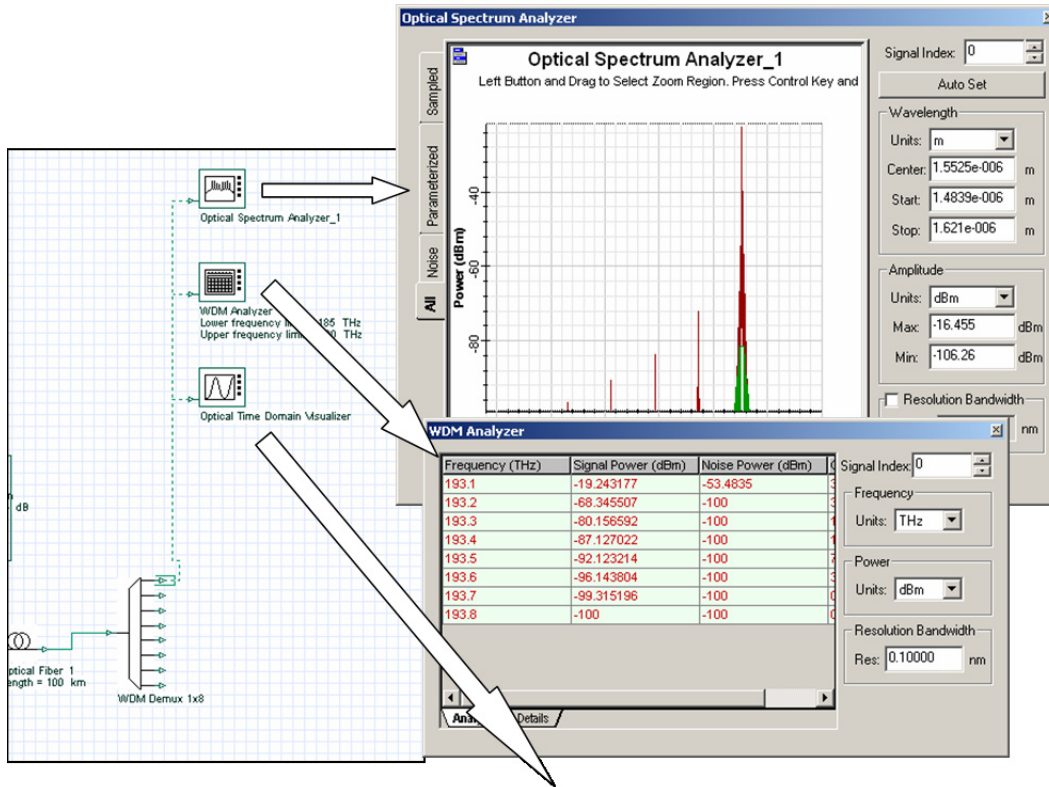 Optical Spectrum Analyzer
Sampled
Parameterized
Noise
All
Optical Spectrum Analyzer_1
Left Button and Drag to Select Zoom Region. Press Control Key and
Power (dBm)
-40
-60
-80
Signal Index: 0
Auto Set
Wavelength
Units: m
Center: 1.5525e-006 m
Start: 1.4839e-006 m
Stop: 1.621e-006 m
Amplitude
Units: dBm
Max: -16.455 dBm
Min: -106.26 dBm
Resolution Bandwidth
nm
Optical Spectrum Analyzer_1
WDM Analyzer
Lower frequency 185 THz
Upper frequency THz
Optical Time Domain Visualizer
dB
Optical Fiber 1
= 100 km
WDM Demux 1x8
WDM Analyzer
Frequency (THz) Signal Power (dBm) Noise Power (dBm)
193.1 -19.243177 -53.4835
193.2 -68.345507 -100
193.3 -80.156592 -100
193.4 -87.127022 -100
193.5 -92.123214 -100
193.6 -96.143804 -100
193.7 -99.315196 -100
193.8 -100 -100
Details
Signal Index: 0
Frequency
Units: THz
Power
Units: dBm
Resolution Bandwidth
Res: 0.10000 nm